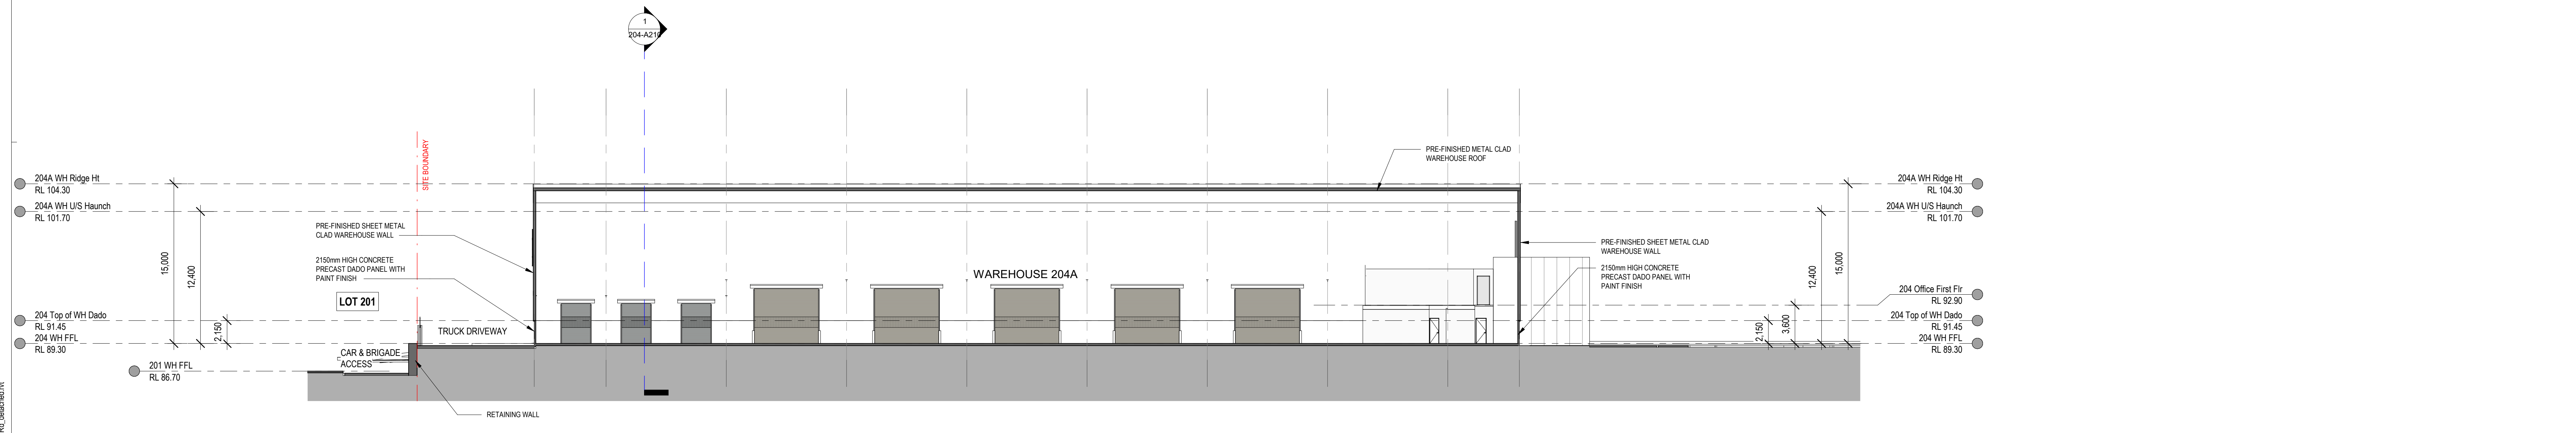 1
204-A210
SITE BOUNDARY
PRE-FINISHED METAL CLAD
WAREHOUSE ROOF
204A WH Ridge Ht
RL 104.30
204A WH U/S Haunch
RL 101.70
15,000
12,400
2,150
PRE-FINISHED SHEET METAL
CLAD WAREHOUSE WALL
2150mm HIGH CONCRETE
PRECAST DADO PANEL WITH
PAINT FINISH
LOT 201
204 Top of WH Dado
RL 91.45
204 WH FFL
RL 89.30
TRUCK DRIVEWAY
CAR & BRIGADE
ACCESS
201 WH FFL
RL 86.70
RETAINING WALL
WAREHOUSE 204A
PRE-FINISHED SHEET METAL CLAD
WAREHOUSE WALL
2150mm HIGH CONCRETE
PRECAST DADO PANEL WITH
PAINT FINISH
2,150
3,600
12,400
15,000
204A WH Ridge Ht
RL 104.30
204A WH U/S Haunch
RL 101.70
204 Office First Flr
RL 92.90
204 Top of WH Dado
RL 91.45
204 WH FFL
RL 89.30